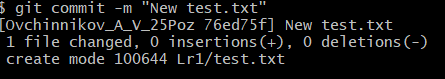 $ git commit -m "New test.txt"
[Ovchinnikov_A_V_25Poz 76ed75f] New test.txt
1 file changed, 0 insertions(+), 0 deletions(-)
create mode 100644 Lr1/test.txt